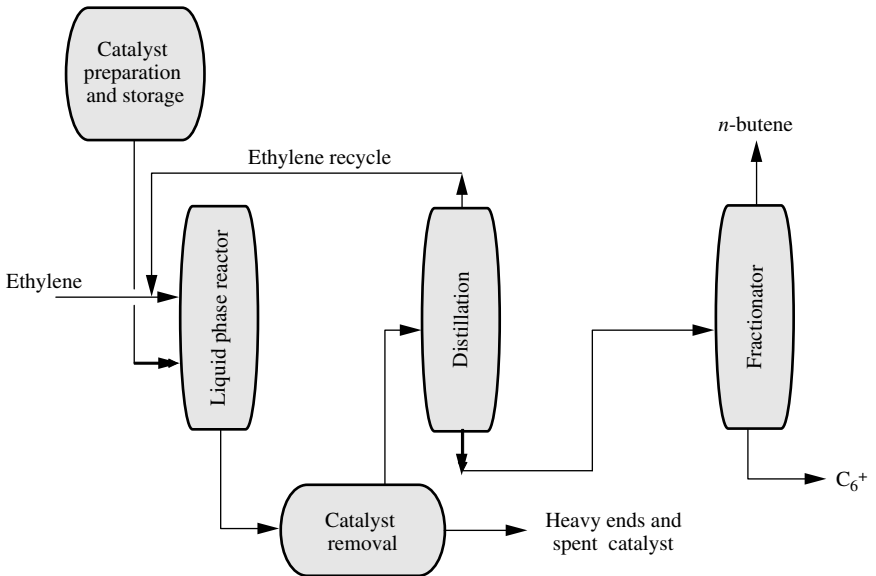 Catalyst
preparation
and storage
n-butene
Ethylene recycle
Ethylene
Liquid phase reactor
Distillation
Fractionator
C₆⁺
Catalyst
removal
Heavy ends and
spent catalyst